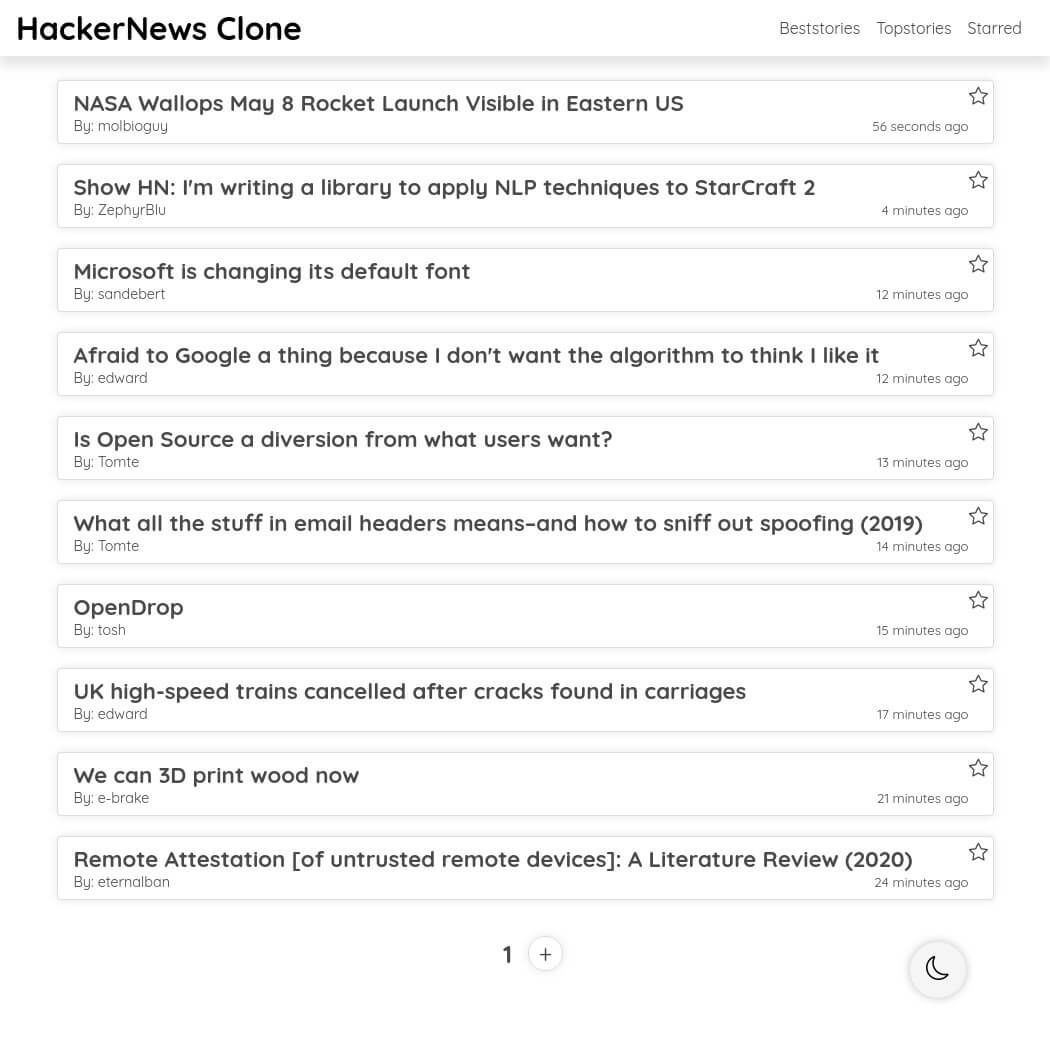 HackerNews Clone
Beststories Topstories Starred
NASA Wallops May 8 Rocket Launch Visible in Eastern US
By: molbioguy
56 seconds ago
Show HN: I'm writing a library to apply NLP techniques to StarCraft 2
By: ZephyrBlu
4 minutes ago
Microsoft is changing its default font
By: sandebert
12 minutes ago
Afraid to Google a thing because I don't want the algorithm to think I like it
By: edward
12 minutes ago
Is Open Source a diversion from what users want?
By: Tomte
13 minutes ago
What all the stuff in email headers means–and how to sniff out spoofing (2019)
By: Tomte
14 minutes ago
OpenDrop
By: tosh
15 minutes ago
UK high-speed trains cancelled after cracks found in carriages
By: edward
17 minutes ago
We can 3D print wood now
By: e-brake
21 minutes ago
Remote Attestation [of untrusted remote devices]: A Literature Review (2020)
By: eternalban
24 minutes ago
1 +